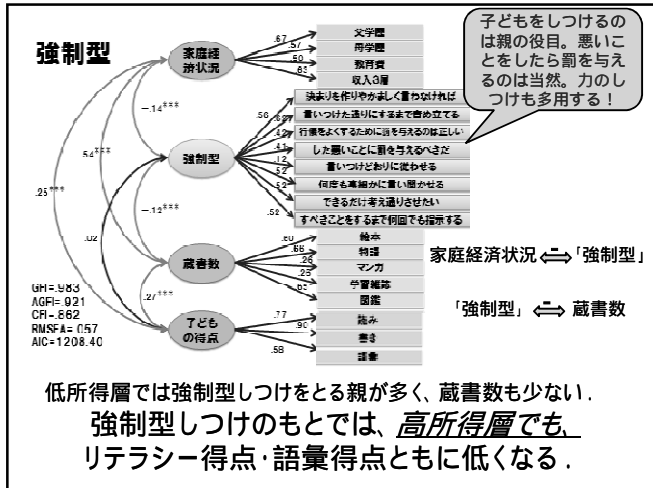 強制型
家庭経
済状況
強制型
蔵書数
子ども
の得点
-.14***
.54***
.25***
-.12***
.02
.27***
.67
.57
.63
父学歴
母学歴
教育費
収入3層
決まりを作りやかましく言わなければ
言いつけた通りにするまで責め立てる
行儀をよくするために罰を与えるのは正しい
した悪いことに罰を与えるべきだ
言いつけどおりに従わせる
何度も事細かに言い聞かせる
できるだけ考え通りさせたい
すべきことをするまで何回でも指示する
.52
絵本
物語
マンガ
学習雑誌
図鑑
.77
.90
.58
読み
書き
語彙
GFI=.983
AGFI=.921
CFI=.862
RMSEA=.057
AIC=1208.40
子どもをしつけるの
は親の役目。悪いこ
とをしたら罰を与え
るのは当然。力のし
つけも多用する！
家庭経済状況⇔「強制型」
「強制型」⇔蔵書数
低所得層では強制型しつけをとる親が多く、蔵書数も少ない．
強制型しつけのもとでは、高所得層でも、
リテラシー得点・語彙得点ともに低くなる．